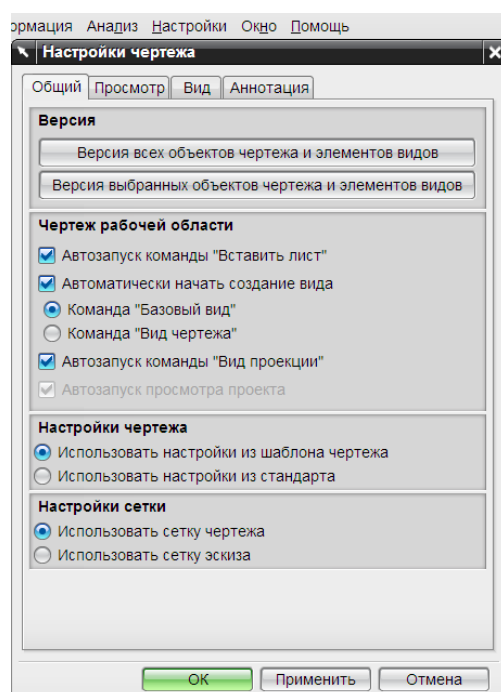 Анализ Настройки Окно Помощь
Настройки чертежа
Общий Просмотр Вид Аннотация
Версия
Версия всех объектов чертежа и элементов видов
Версия выбранных объектов чертежа и элементов видов
Чертеж рабочей области
Автозапуск команды "Вставить лист"
Автоматически начать создание вида
Команда "Базовый вид"
Команда "Вид чертежа"
Автозапуск команды "Вид проекции"
Автозапуск просмотра проекта
Настройки чертежа
Использовать настройки из шаблона чертежа
Использовать настройки из стандарта
Настройки сетки
Использовать сетку чертежа
Использовать сетку эскиза
ОК Применить Отмена